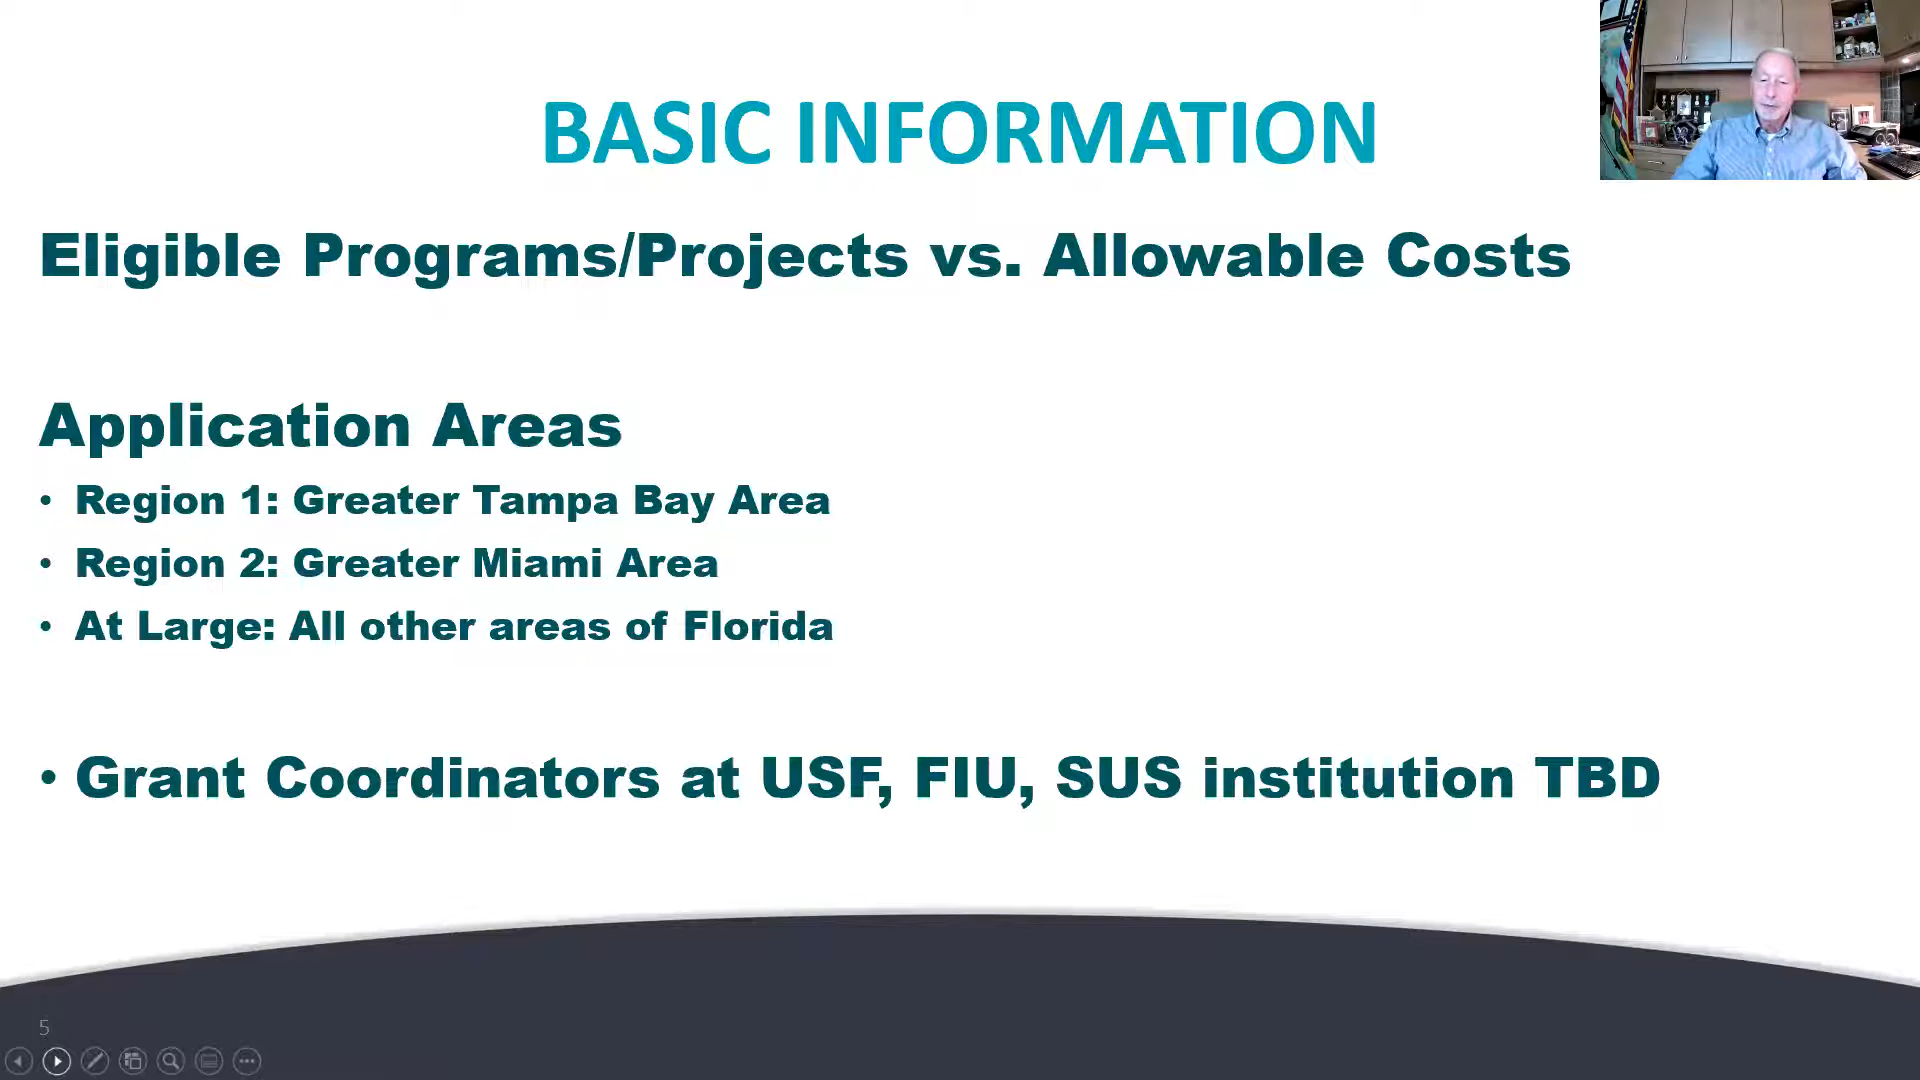 BASIC INFORMATION
Eligible Programs/Projects vs. Allowable Costs
Application Areas
• Region 1: Greater Tampa Bay Area
• Region 2: Greater Miami Area
• At Large: All other areas of Florida
• Grant Coordinators at USF, FIU, SUS institution TBD
5